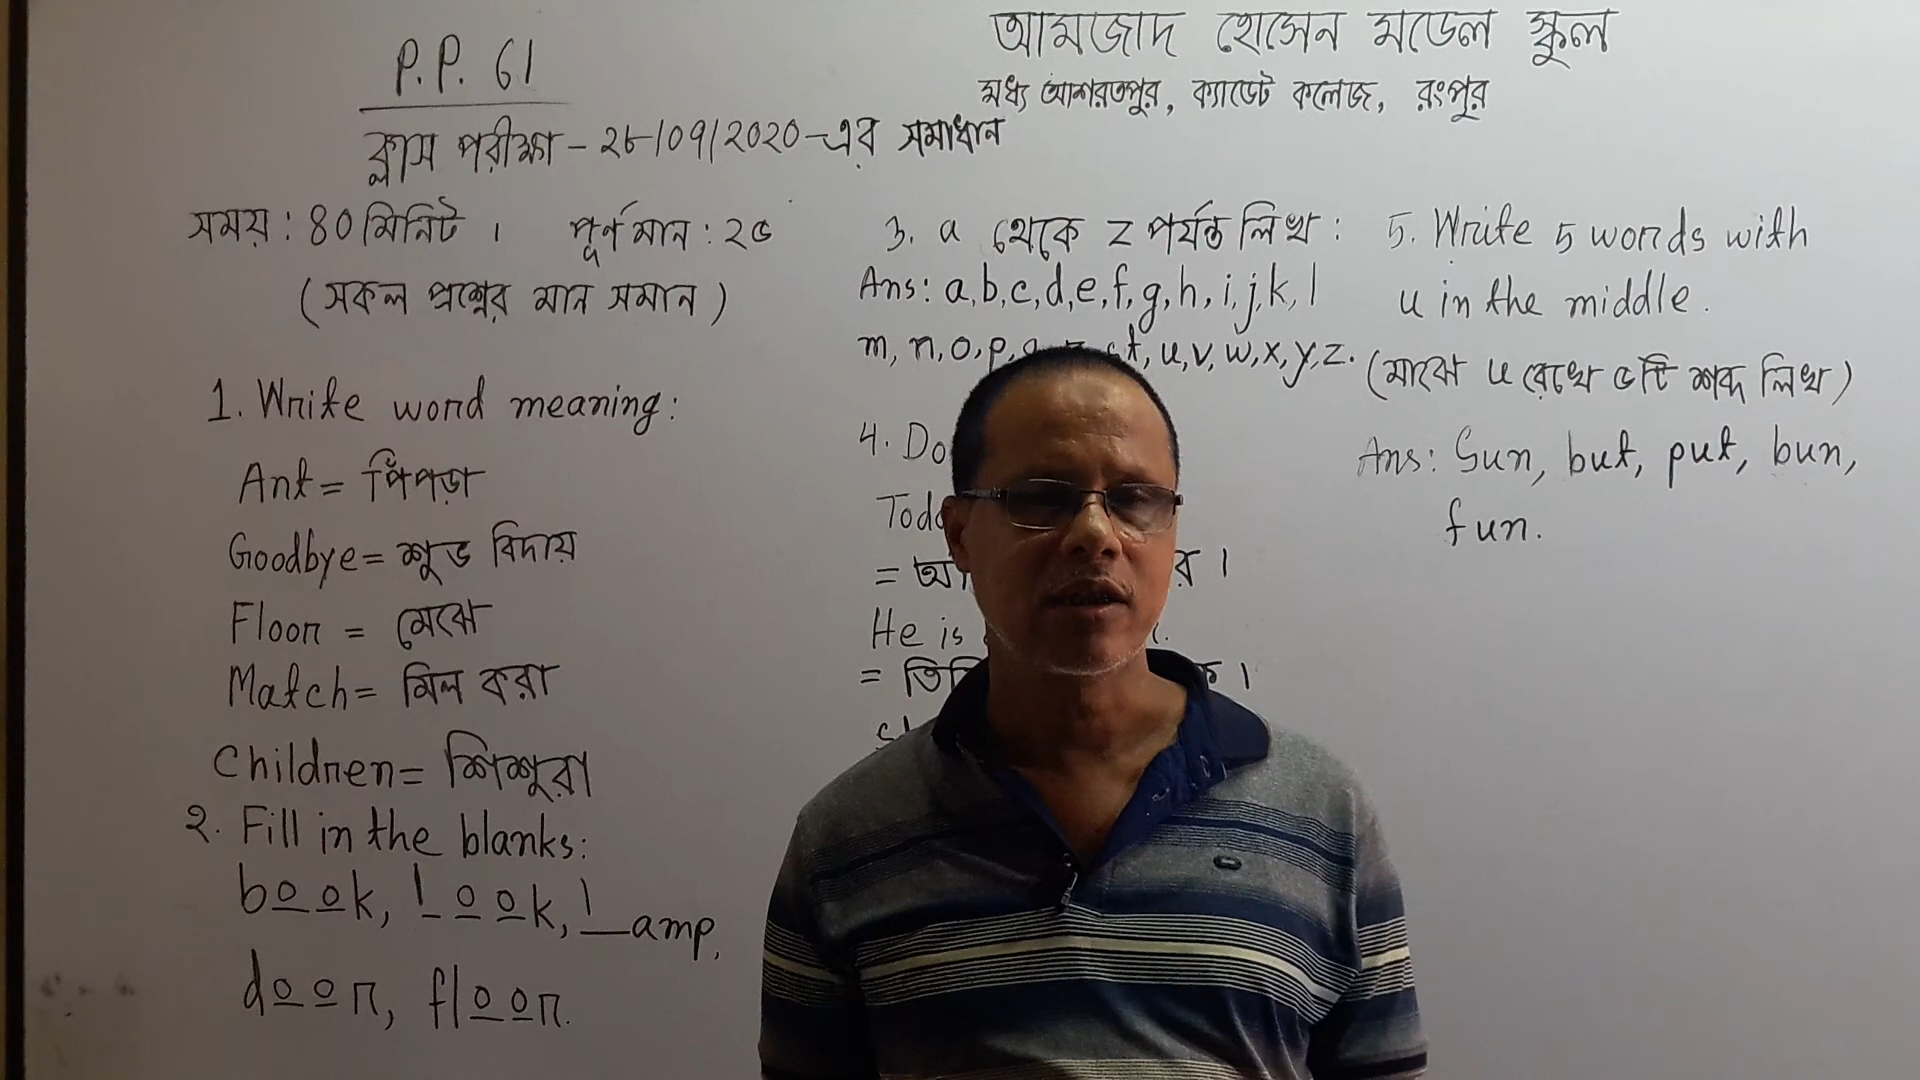 P.P. 61
ক্লাস পরীক্ষা – ২৮/০৭/২০২০-এর সমাধান
আমজাদ হোসেন মডেল স্কুল
মধ্য আশরতপুর, ক্যাডেট কলেজ, রংপুর
সময় : ৪০ মিনিট । পূর্ণমান : ২৫
(সকল প্রশ্নের মান সমান)
1. Write word meaning:
Ant = পিঁপড়া
Goodbye = শুভ বিদায়
Floor = মেঝে
Match = মিল করা
Children = শিশুরা
২. Fill in the blanks:
book, look, lamp,
door, floor.
3. a থেকে z পর্যন্ত লিখ :
Ans: a, b, c, d, e, f, g, h, i, j, k, l
m, n, o, p, t, u, v, w, x, y, z.
4. Do
= 
He is
= 
5. Write 5 words with
u in the middle.
(মাঝে u রেখে ৫টি শব্দ লিখ)
Ans: Sun, but, put, bun,
fun.